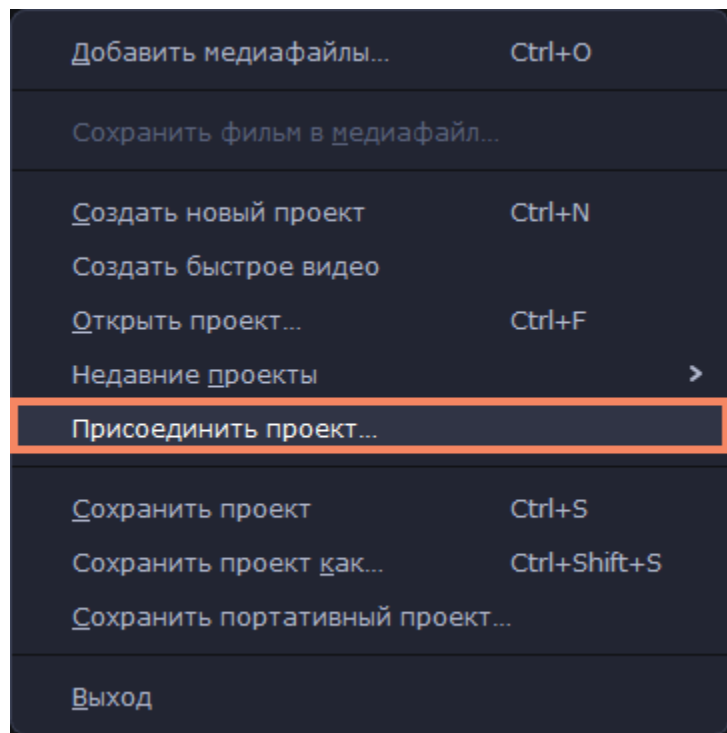 Добавить медиафайлы... Ctrl+O
Сохранить фильм в медиафайл...
Создать новый проект Ctrl+N
Создать быстрое видео
Открыть проект... Ctrl+F
Недавние проекты >
Присоединить проект...
Сохранить проект Ctrl+S
Сохранить проект как... Ctrl+Shift+S
Сохранить портативный проект...
Выход